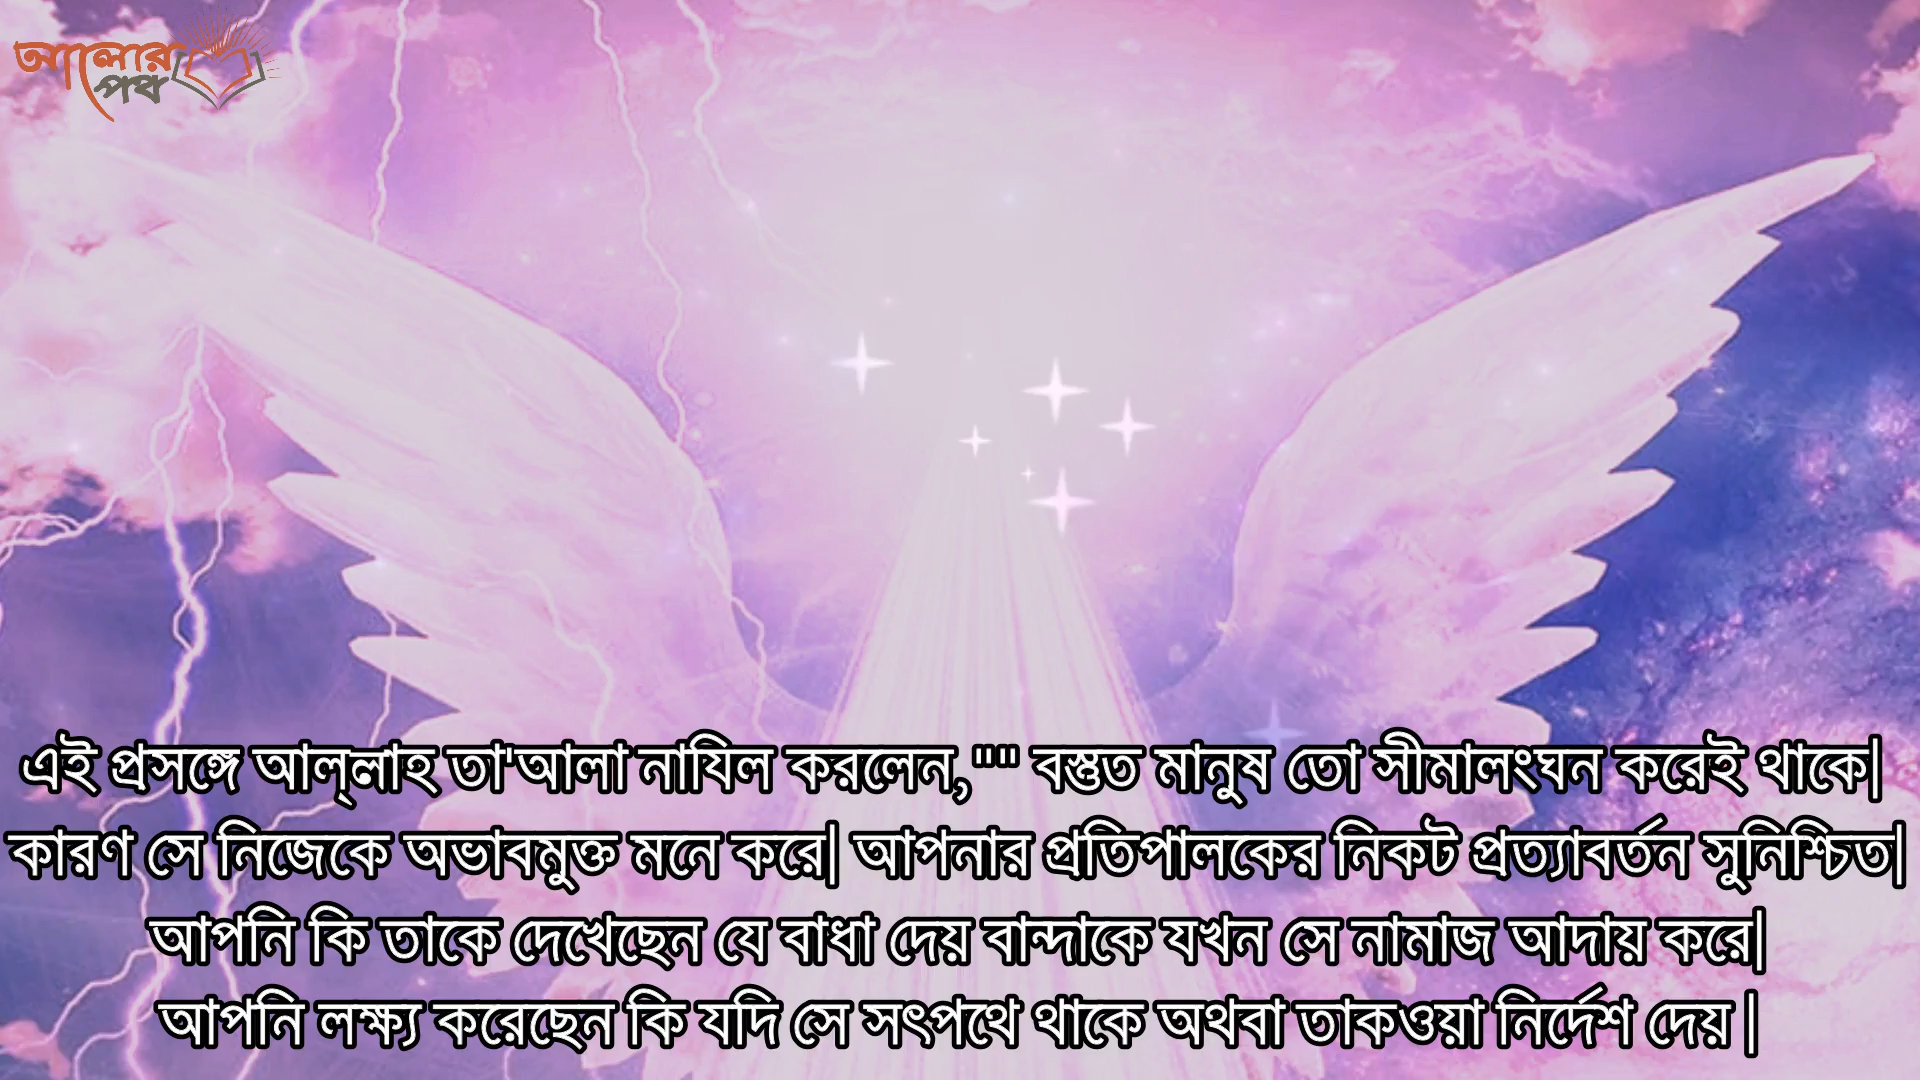 আলোর
পথ
এই প্রসঙ্গে আল্লাহ তা'আলা নাযিল করলেন,"" বস্তুত মানুষ তো সীমালংঘন করেই থাকে|
কারণ সে নিজেকে অভাবমুক্ত মনে করে| আপনার প্রতিপালকের নিকট প্রত্যাবর্তন সুনিশ্চিত|
আপনি কি তাকে দেখেছেন যে বাধা দেয় বান্দাকে যখন সে নামাজ আদায় করে|
আপনি লক্ষ্য করেছেন কি যদি সে সৎপথে থাকে অথবা তাকওয়া নির্দেশ দেয় |